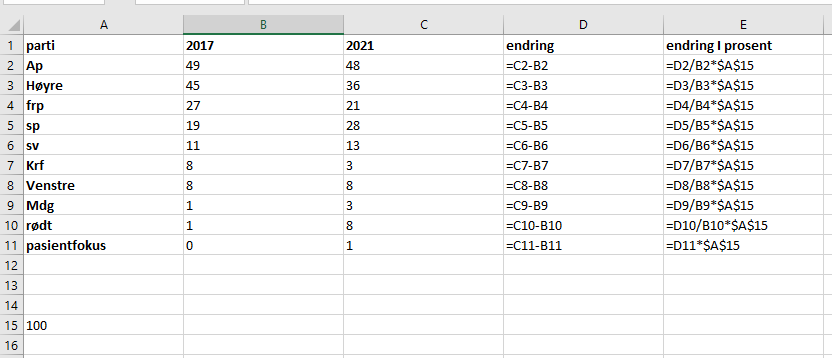 A B C D E
1 parti 2017 2021 endring endring I prosent
2 Ap 49 48 =C2-B2 =D2/B2*$A$15
3 Høyre 45 36 =C3-B3 =D3/B3*$A$15
4 frp 27 21 =C4-B4 =D4/B4*$A$15
5 sp 19 28 =C5-B5 =D5/B5*$A$15
6 sv 11 13 =C6-B6 =D6/B6*$A$15
7 Krf 8 3 =C7-B7 =D7/B7*$A$15
8 Venstre 8 8 =C8-B8 =D8/B8*$A$15
9 Mdg 1 3 =C9-B9 =D9/B9*$A$15
10 rødt 1 8 =C10-B10 =D10/B10*$A$15
11 pasientfokus 0 1 =C11-B11 =D11*$A$15
12
13
14
15 100
16